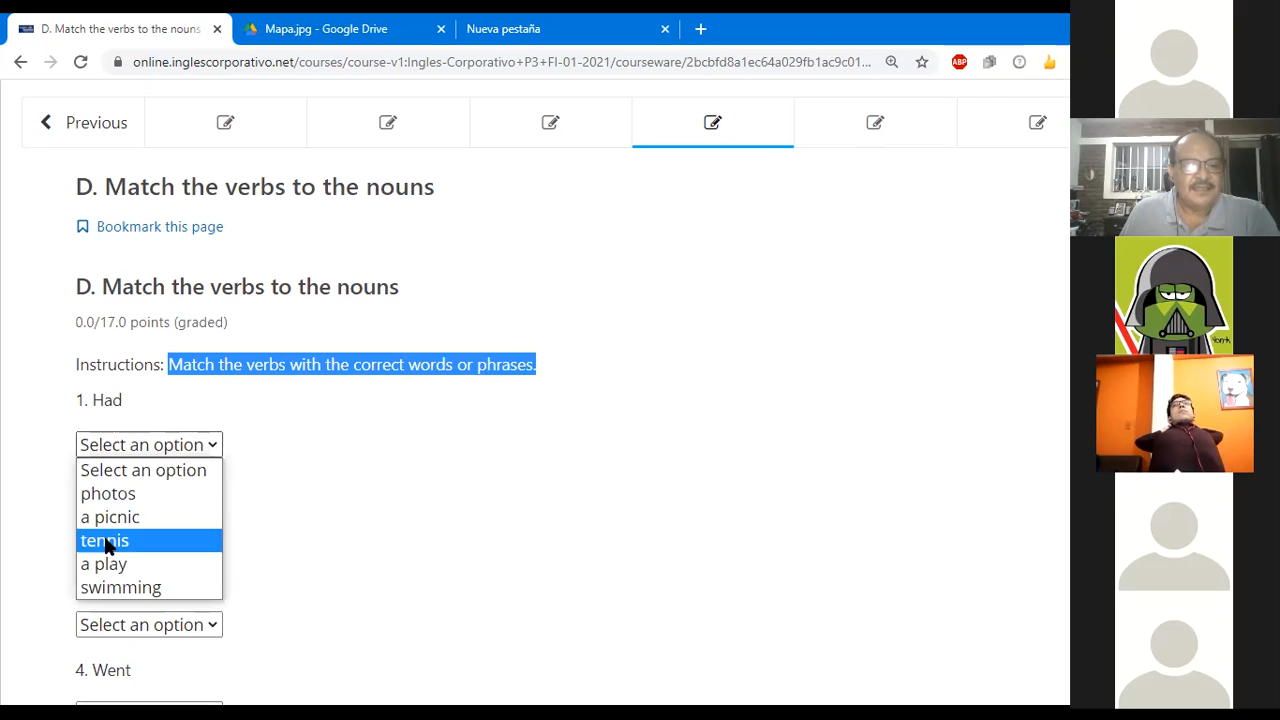 D. Match the verbs to the nouns
Mapa.jpg - Google Drive
Nueva pestaña
online.inglescorporativo.net/courses/course-v1:Ingles-Corporativo+P3+FI-01-2021/courseware/2bcbfd8a1ec64a029fb1ac9c01...
ABP
Previous
D. Match the verbs to the nouns
Bookmark this page
D. Match the verbs to the nouns
0.0/17.0 points (graded)
Instructions: Match the verbs with the correct words or phrases.
1. Had
Select an option
Select an option
photos
a picnic
tennis
a play
swimming
Select an option
4. Went